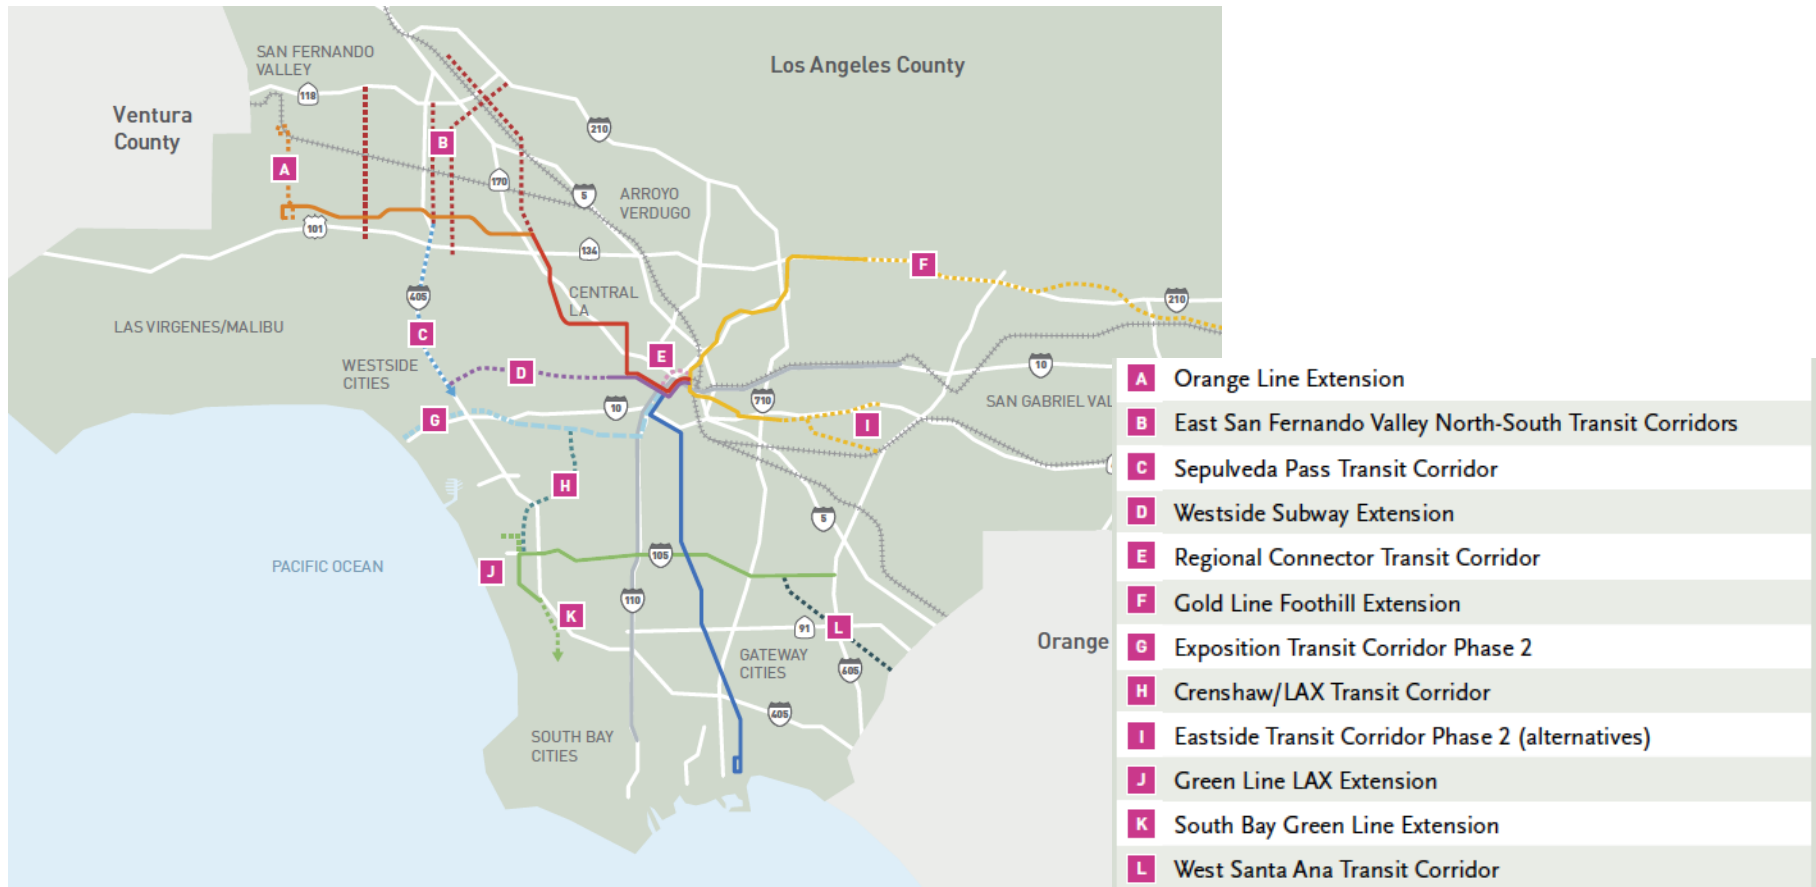 SAN FERNANDO
VALLEY
Los Angeles County
118
Ventura
County
210
B
A
170
5
ARROYO
VERDUGO
101
134
F
405
CENTRAL
LA
210
LAS VIRGENES/MALIBU
C
E
WESTSIDE
CITIES
D
10
710
10
SAN GABRIEL VAL
G
I
H
5
105
PACIFIC OCEAN
J
110
K
91
L
Orange
GATEWAY
CITIES
405
405
SOUTH BAY
CITIES
A Orange Line Extension
B East San Fernando Valley North-South Transit Corridors
C Sepulveda Pass Transit Corridor
D Westside Subway Extension
E Regional Connector Transit Corridor
F Gold Line Foothill Extension
G Exposition Transit Corridor Phase 2
H Crenshaw/LAX Transit Corridor
I Eastside Transit Corridor Phase 2 (alternatives)
J Green Line LAX Extension
K South Bay Green Line Extension
L West Santa Ana Transit Corridor